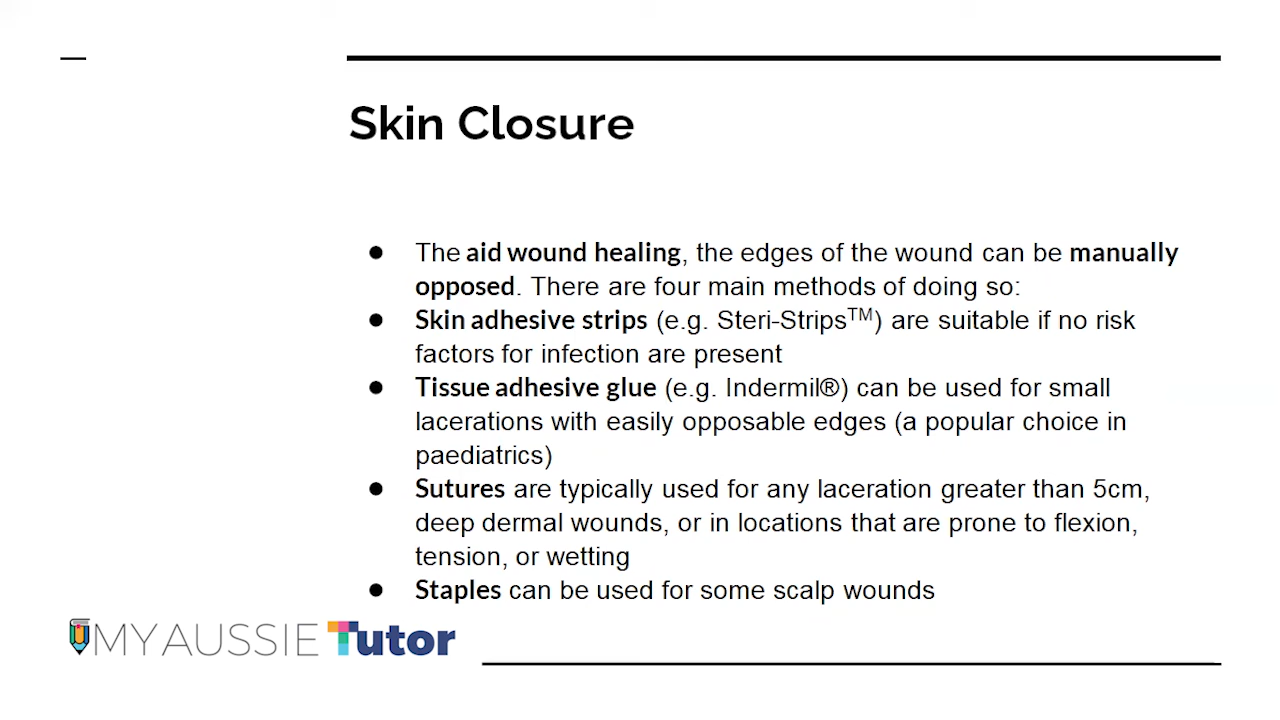 Skin Closure
● The aid wound healing, the edges of the wound can be manually
opposed. There are four main methods of doing so:
● Skin adhesive strips (e.g. Steri-Strips™) are suitable if no risk
factors for infection are present
● Tissue adhesive glue (e.g. Indermil®) can be used for small
lacerations with easily opposable edges (a popular choice in
paediatrics)
● Sutures are typically used for any laceration greater than 5cm,
deep dermal wounds, or in locations that are prone to flexion,
tension, or wetting
● Staples can be used for some scalp wounds
MY AUSSIE Tutor